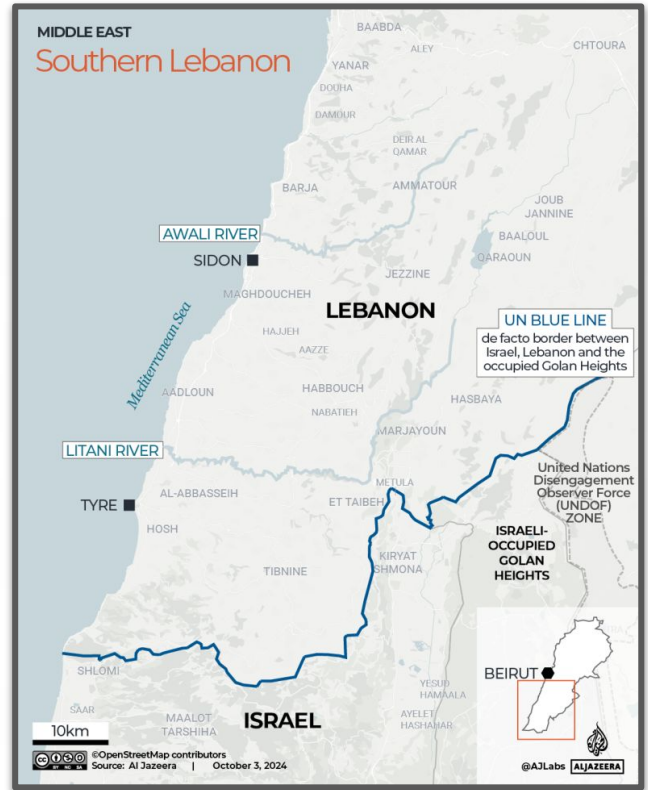 MIDDLE EAST
Southern Lebanon
BAABDA
ALEY
CHTOURA
YANAR
DOUHA
DAMOUR
DEIR AL
QAMAR
BARJA
AMMATOUR
JOUB
JANNINE
AWALI RIVER
BAALOUL
SIDON
QARAOUN
JEZZINE
MAGHDOUCHEH
LEBANON
Mediterranean Sea
HAJJEH
AAZZE
UN BLUE LINE
de facto border between
Israel, Lebanon and the
occupied Golan Heights
AADLOUN
HABBOUCH
NABATIEH
HASBAYA
MARJAYOUN
LITANI RIVER
METULA
United Nations
Disengagement
Observer Force
(UNDOF)
ZONE
AL-ABBASSEIH
ET TAIBEH
TYRE
HOSH
ISRAELI-
OCCUPIED
GOLAN
HEIGHTS
KIRYAT
SHMONA
TIBNINE
SHLOMI
BEIRUT
YESUD
HAMAALA
SAAR
MAALOT
TARSHIHA
ISRAEL
AYELET
HASHAHAR
10km
CC BY NC SA
©OpenStreetMap contributors
Source: Al Jazeera | October 3, 2024
@AJLabs
ALJAZEERA